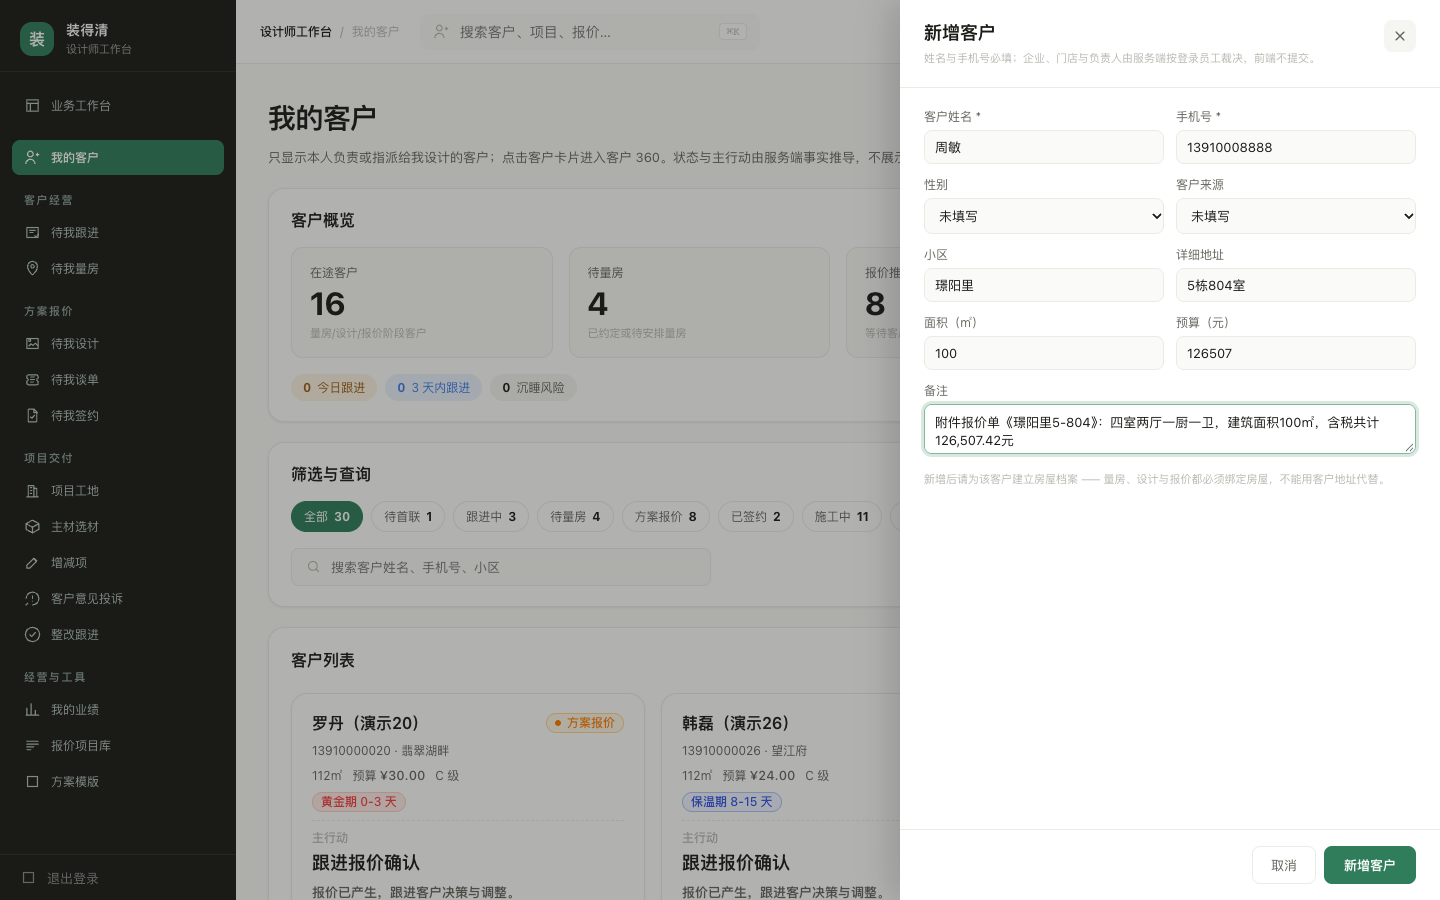 装
装得清
设计师工作台
业务工作台
我的客户
客户经营
待我跟进
待我量房
方案报价
待我设计
待我谈单
待我签约
项目交付
项目工地
主材选材
增减项
客户意见投诉
整改跟进
经营与工具
我的业绩
报价项目库
方案模版
退出登录
设计师工作台 / 我的客户
搜索客户、项目、报价...
⌘K
我的客户
只显示本人负责或指派给我设计的客户；点击客户卡片进入客户 360。状态与主行动由服务端事实推导，不展
客户概览
在途客户
16
量房/设计/报价阶段客户
待量房
4
已约定或待安排量房
报价推
8
等待客
0 今日跟进
0 3 天内跟进
0 沉睡风险
筛选与查询
全部 30
待首联 1
跟进中 3
待量房 4
方案报价 8
已签约 2
施工中 11
搜索客户姓名、手机号、小区
客户列表
罗丹（演示20）
方案报价
13910000020 · 翡翠湖畔
112㎡ 预算 ¥30.00 C 级
黄金期 0-3 天
主行动
跟进报价确认
报价已产生，跟进客户决策与调整。
韩磊（演示26）
13910000026 · 望江府
112㎡ 预算 ¥24.00 C 级
保温期 8-15 天
主行动
跟进报价确认
报价已产生，跟进客户决策与调整。
新增客户
姓名与手机号必填；企业、门店与负责人由服务端按登录员工裁决，前端不提交。
客户姓名 *
周敏
手机号 *
13910008888
性别
未填写
客户来源
未填写
小区
璟阳里
详细地址
5栋804室
面积（㎡）
100
预算（元）
126507
备注
附件报价单《璟阳里5-804》：四室两厅一厨一卫，建筑面积100㎡，含税共计
126,507.42元
新增后请为该客户建立房屋档案 —— 量房、设计与报价都必须绑定房屋，不能用客户地址代替。
取消
新增客户